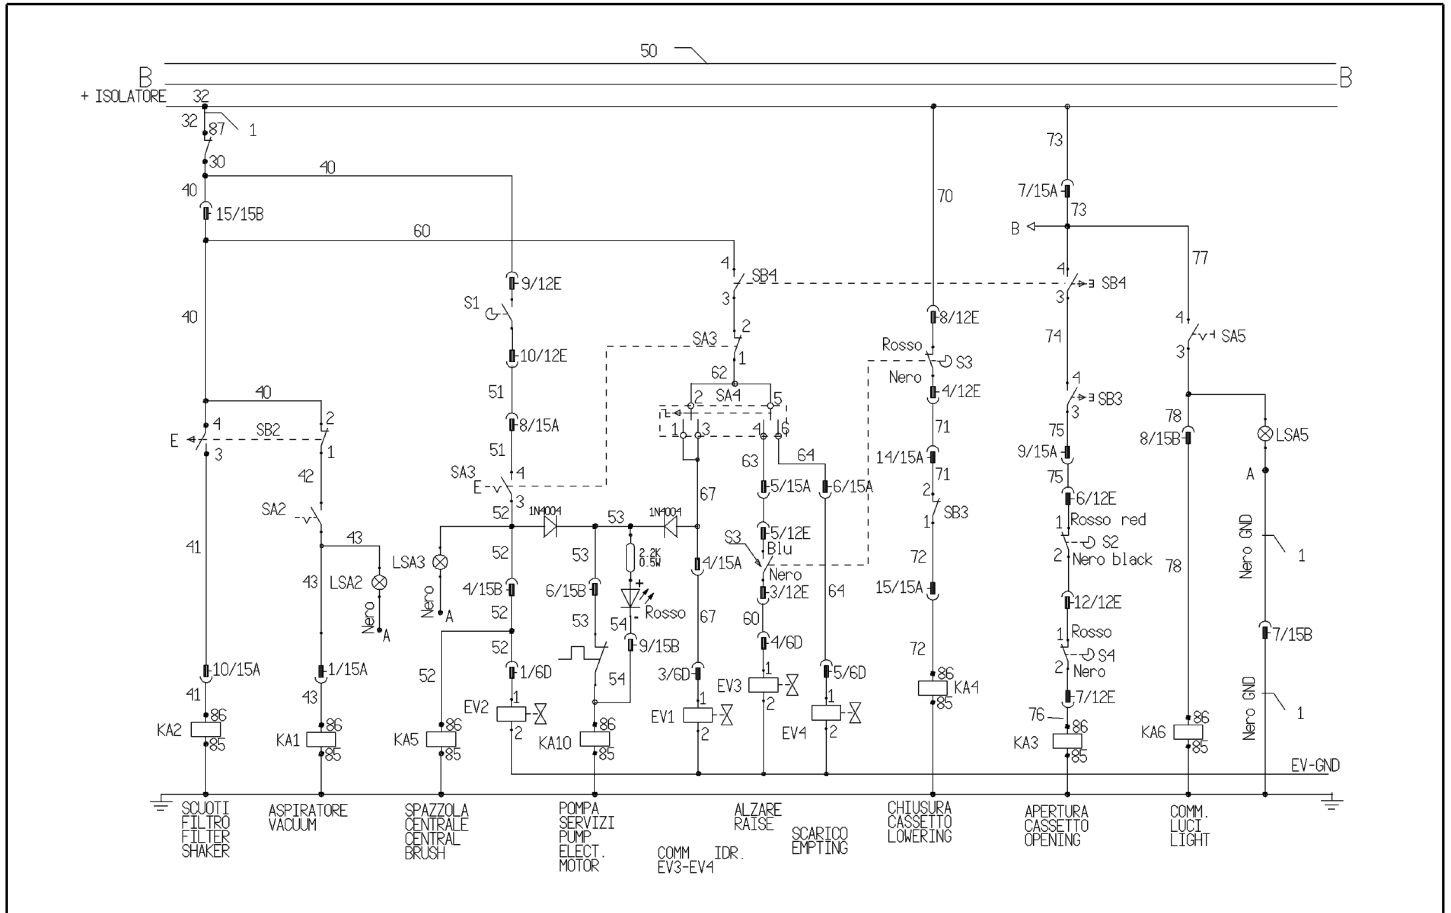 50
B
B
+ ISOLATORE
32
32
87
1
30
40
40
15/15B
60
40
40
4
E
SB2
3
2
1
42
SA2
43
43
LSA2
Nero
A
41
10/15A
41
86
KA2
85
1/15A
43
86
KA1
85
9/12E
S1
10/12E
51
8/15A
51
SA3
4
E
3
52
1N4004
53
1N4004
LSA3
Nero
A
52
4/15B
52
52
52
1/6D
86
KA5
85
1
EV2
2
53
6/15B
53
54
2.2K
0.5W
+
-
Rosso
54
9/15B
86
KA10
85
4
SB4
3
2
SA3
1
62
SA4
2
5
E
1
3
4
6
67
4/15A
67
3/6D
1
EV1
2
63
5/15A
5/12E
S3
Blu
Nero
3/12E
60
4/6D
1
EV3
2
64
6/15A
64
5/6D
1
EV4
2
70
8/12E
Rosso
S3
Nero
4/12E
71
14/15A
71
2
SB3
1
72
15/15A
72
86
KA4
85
73
7/15A
73
B
4
SB4
3
74
4
SB3
3
75
9/15A
75
6/12E
1
Rosso red
S2
2
Nero black
12/12E
1
Rosso
S4
2
Nero
7/12E
76
86
KA3
85
77
4
SA5
3
78
8/15B
78
86
KA6
85
LSA5
A
Nero GND
1
7/15B
Nero GND
1
EV-GND
SCUOTI
FILTRO
FILTER
SHAKER
ASPIRATORE
VACUUM
SPAZZOLA
CENTRALE
CENTRAL
BRUSH
POMPA
SERVIZI
PUMP
ELECT.
MOTOR
COMM IDR.
EV3-EV4
ALZARE
RAISE
SCARICO
EMPTING
CHIUSURA
CASSETTO
LOWERING
APERTURA
CASSETTO
OPENING
COMM.
LUCI
LIGHT